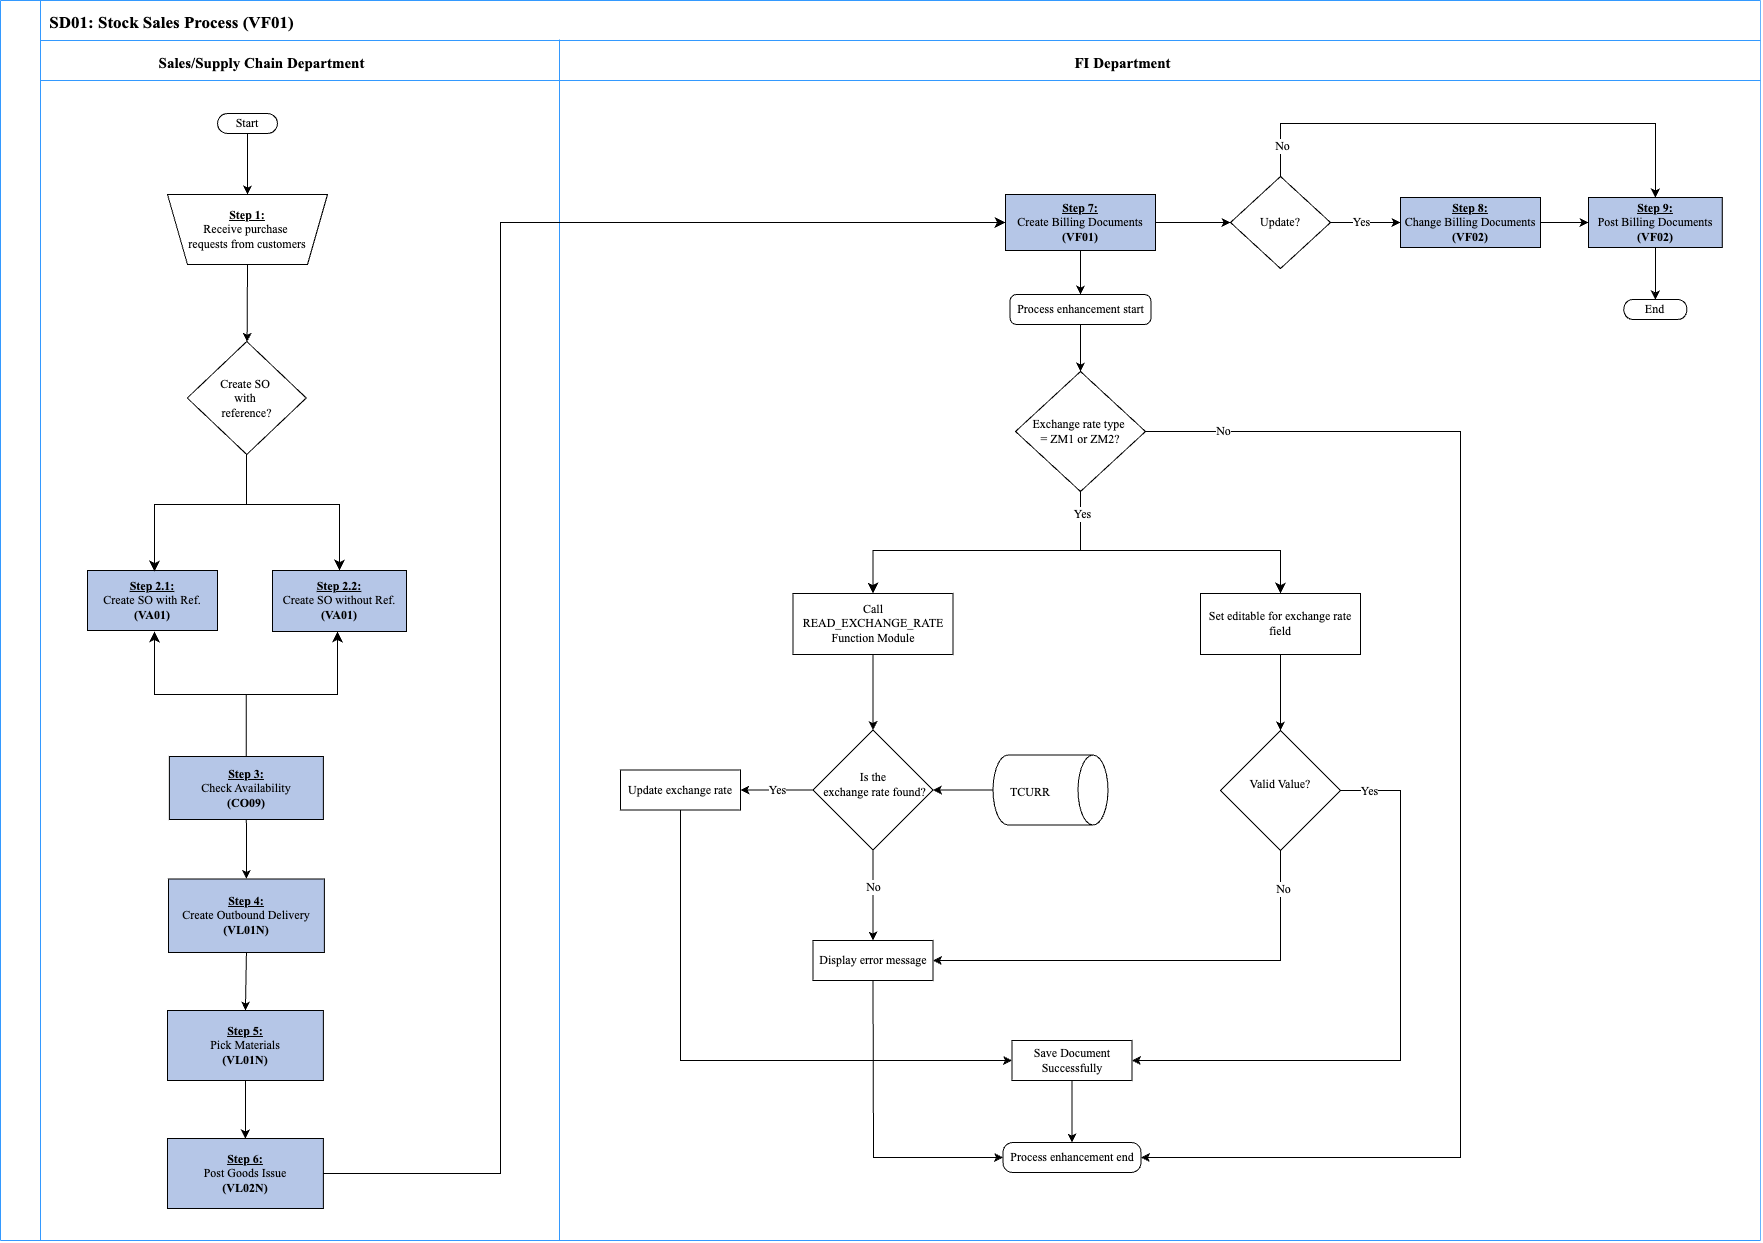 SD01: Stock Sales Process (VF01)
Sales/Supply Chain Department
FI Department
Start
Step 1:
Receive purchase
requests from customers
Create SO
with
reference?
Step 2.1:
Create SO with Ref.
(VA01)
Step 2.2:
Create SO without Ref.
(VA01)
Step 3:
Check Availability
(CO09)
Step 4:
Create Outbound Delivery
(VL01N)
Step 5:
Pick Materials
(VL01N)
Step 6:
Post Goods Issue
(VL02N)
Step 7:
Create Billing Documents
(VF01)
Update?
No
Yes
Step 8:
Change Billing Documents
(VF02)
Step 9:
Post Billing Documents
(VF02)
End
Process enhancement start
Exchange rate type
= ZM1 or ZM2?
No
Yes
Call
READ_EXCHANGE_RATE
Function Module
Set editable for exchange rate
field
Update exchange rate
Yes
Is the
exchange rate found?
TCURR
Valid Value?
Yes
No
No
Display error message
Save Document
Successfully
Process enhancement end